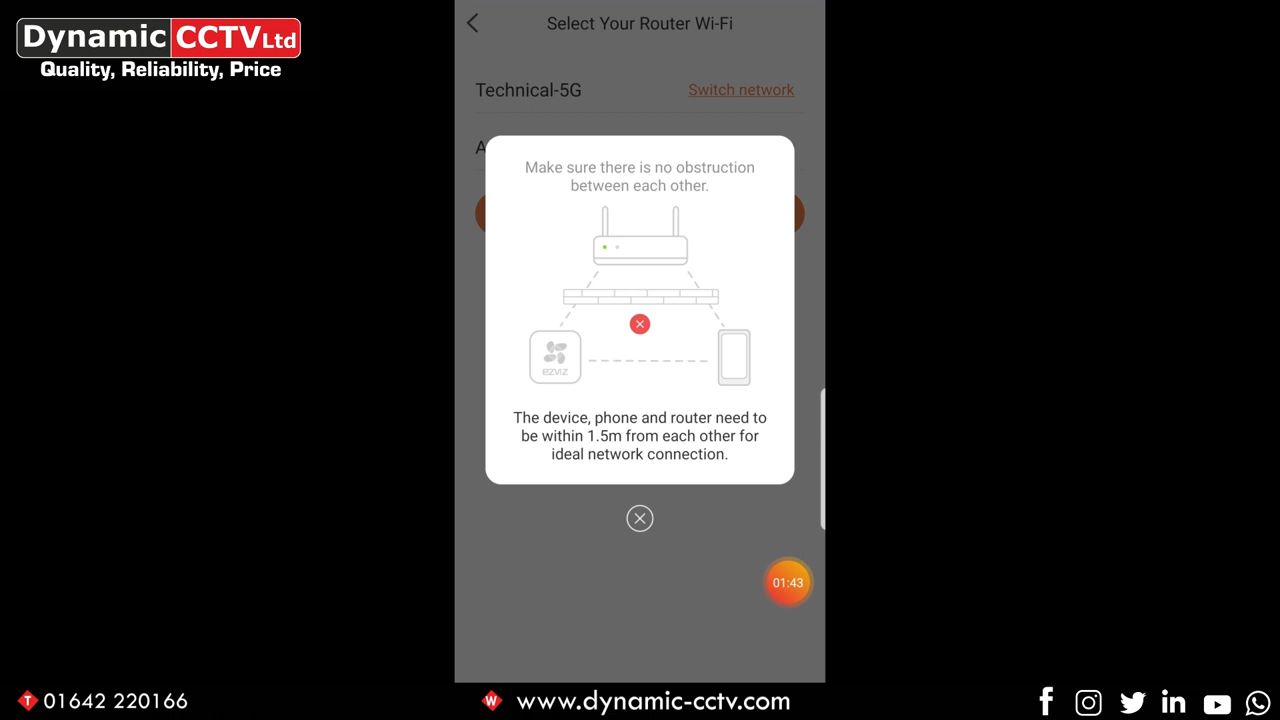 Dynamic CCTV Ltd
Quality, Reliability, Price
Select Your Router Wi-Fi
Technical-5G
Switch network
A
Make sure there is no obstruction
between each other.
ezviz
The device, phone and router need to
be within 1.5m from each other for
ideal network connection.
01:43
T 01642 220166
W www.dynamic-cctv.com